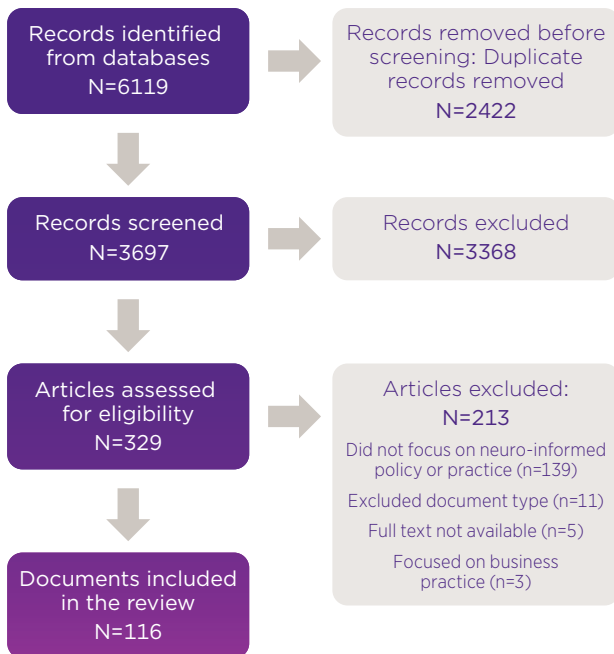 Records identified
from databases
N=6119
Records removed before
screening: Duplicate
records removed
N=2422
Records screened
N=3697
Records excluded
N=3368
Articles assessed
for eligibility
N=329
Articles excluded:
N=213
Did not focus on neuro-informed
policy or practice (n=139)
Excluded document type (n=11)
Full text not available (n=5)
Focused on business
practice (n=3)
Documents included
in the review
N=116